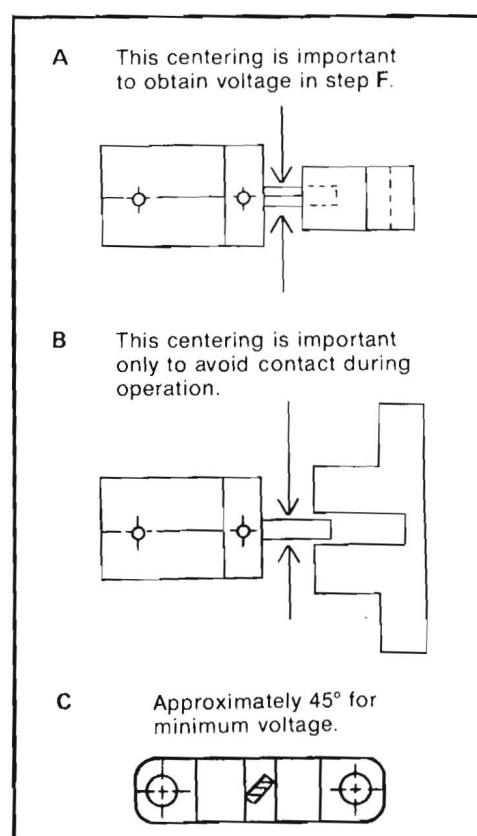 A This centering is important
to obtain voltage in step F.
B This centering is important
only to avoid contact during
operation.
C Approximately 45° for
minimum voltage.